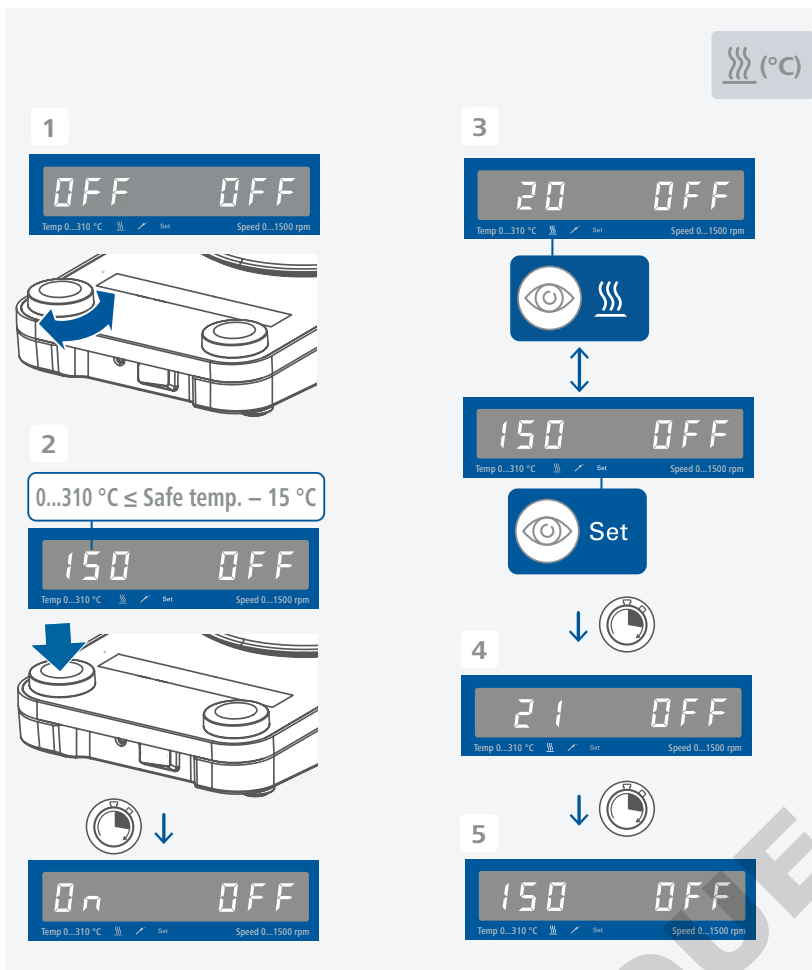 (°C)
1
OFF OFF
Temp 0...310 °C Set Speed 0...1500 rpm
2
0...310 °C ≤ Safe temp. – 15 °C
150 OFF
Temp 0...310 °C Set Speed 0...1500 rpm
On OFF
Temp 0...310 °C Set Speed 0...1500 rpm
3
20 OFF
Temp 0...310 °C Set Speed 0...1500 rpm
150 OFF
Temp 0...310 °C Set Speed 0...1500 rpm
Set
4
21 OFF
Temp 0...310 °C Set Speed 0...1500 rpm
5
150 OFF
Temp 0...310 °C Set Speed 0...1500 rpm